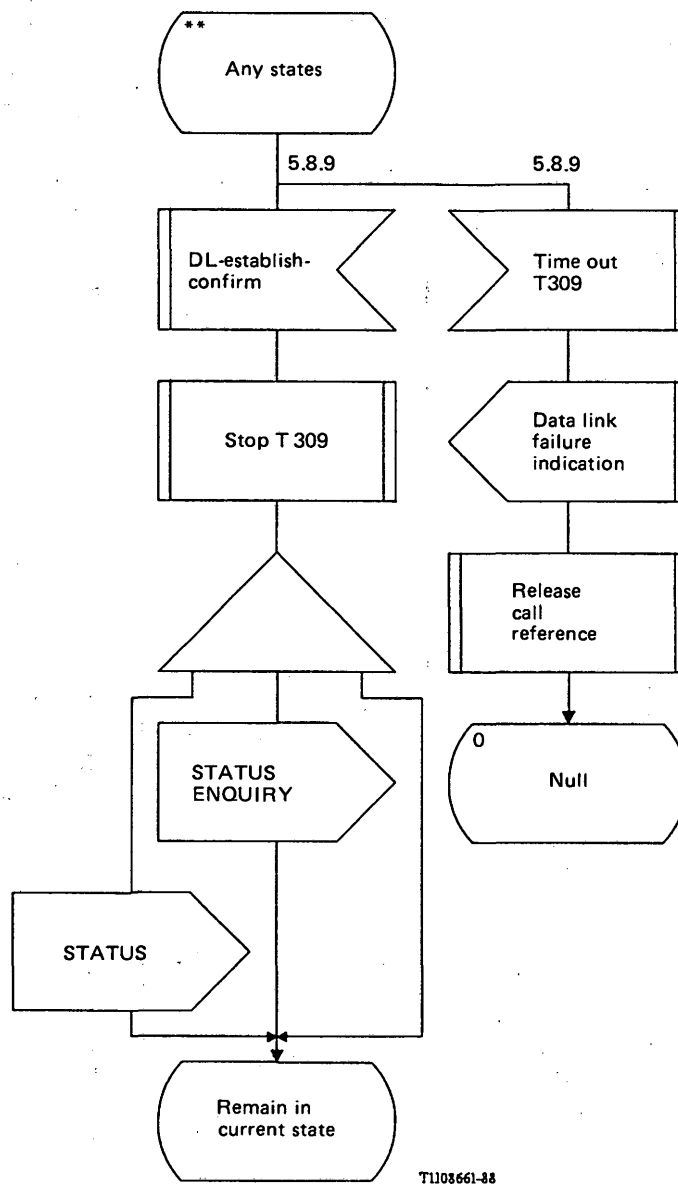 **
Any states
5.8.9
5.8.9
DL-establish-
confirm
Time out
T309
Stop T 309
Data link
failure
indication
Release
call
reference
STATUS
ENQUIRY
0
Null
STATUS
Remain in
current state
T1108661-88